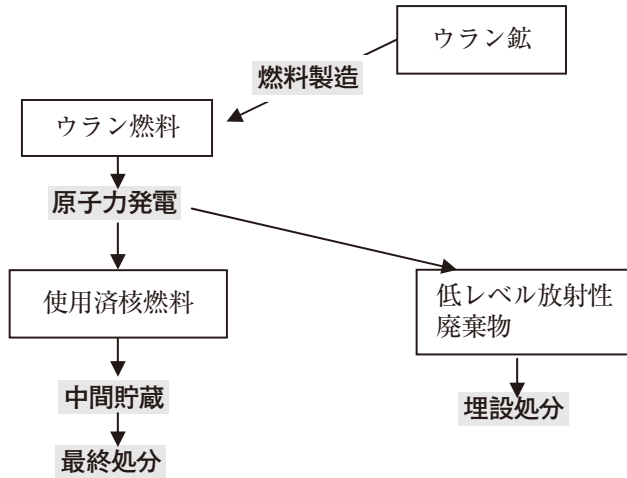 ウラン鉱
燃料製造
ウラン燃料
原子力発電
使用済核燃料
低レベル放射性
廃棄物
中間貯蔵
埋設処分
最終処分